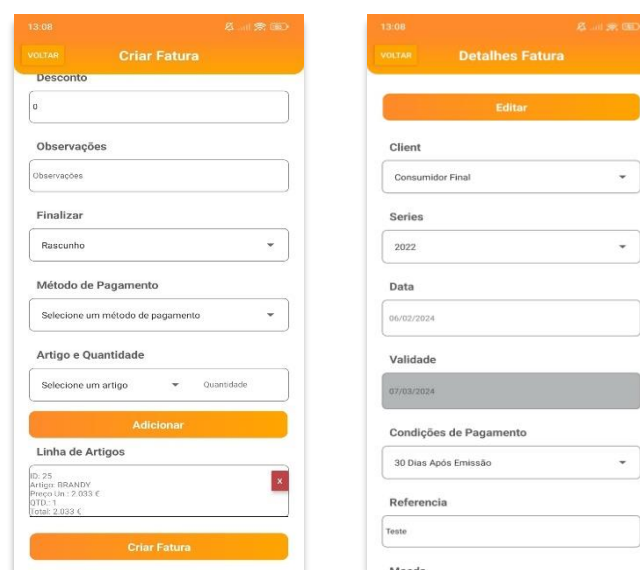 13:08
VOLTAR
Criar Fatura
Desconto
0
Observações
Observações
Finalizar
Rascunho
Método de Pagamento
Selecione um método de pagamento
Artigo e Quantidade
Selecione um artigo
Quantidade
Adicionar
Linha de Artigos
ID: 25
Artigo: BRANDY
Preço Un.: 2.033 €
QTD.: 1
Total: 2.033 €
X
Criar Fatura
13:08
VOLTAR
Detalhes Fatura
Editar
Client
Consumidor Final
Series
2022
Data
06/02/2024
Validade
07/03/2024
Condições de Pagamento
30 Dias Após Emissão
Referencia
Teste